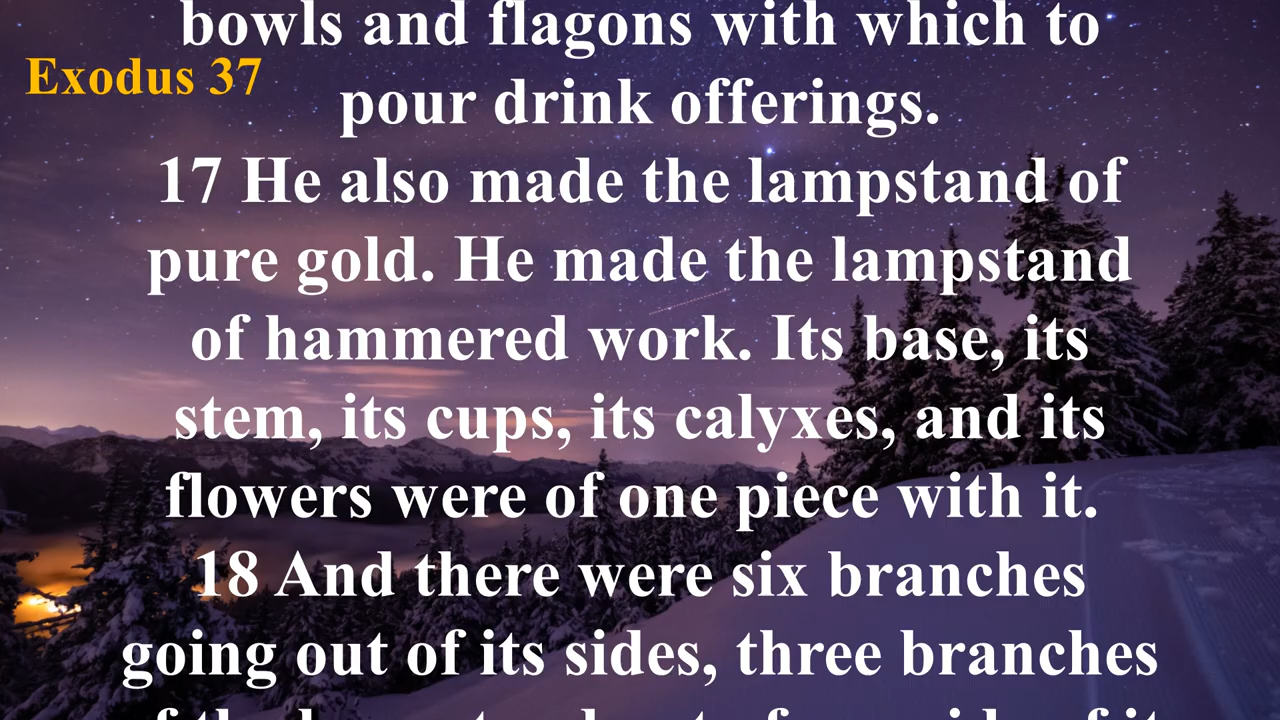 bowls and flagons with which to
Exodus 37
pour drink offerings.
17 He also made the lampstand of
pure gold. He made the lampstand
of hammered work. Its base, its
stem, its cups, its calyxes, and its
flowers were of one piece with it.
18 And there were six branches
going out of its sides, three branches